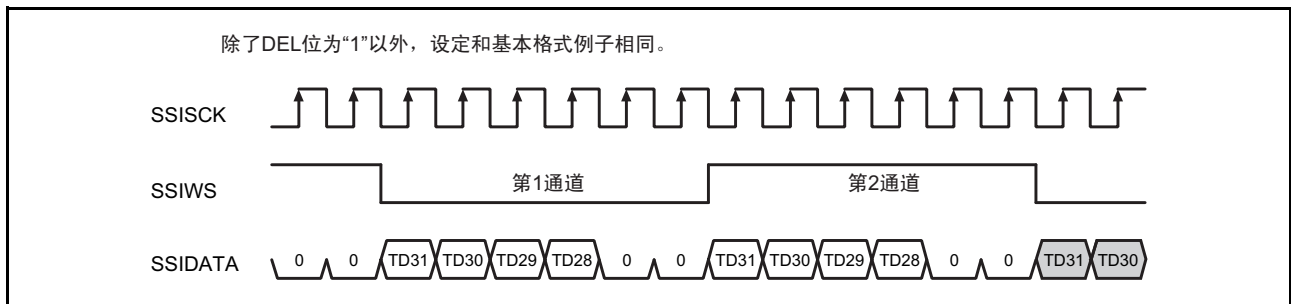 除了DEL位为“1”以外，设定和基本格式例子相同。
SSISCK
SSIWS 第1通道 第2通道
SSIDATA 0 0 TD31 TD30 TD29 TD28 0 0 TD31 TD30 TD29 TD28 0 0 TD31 TD30